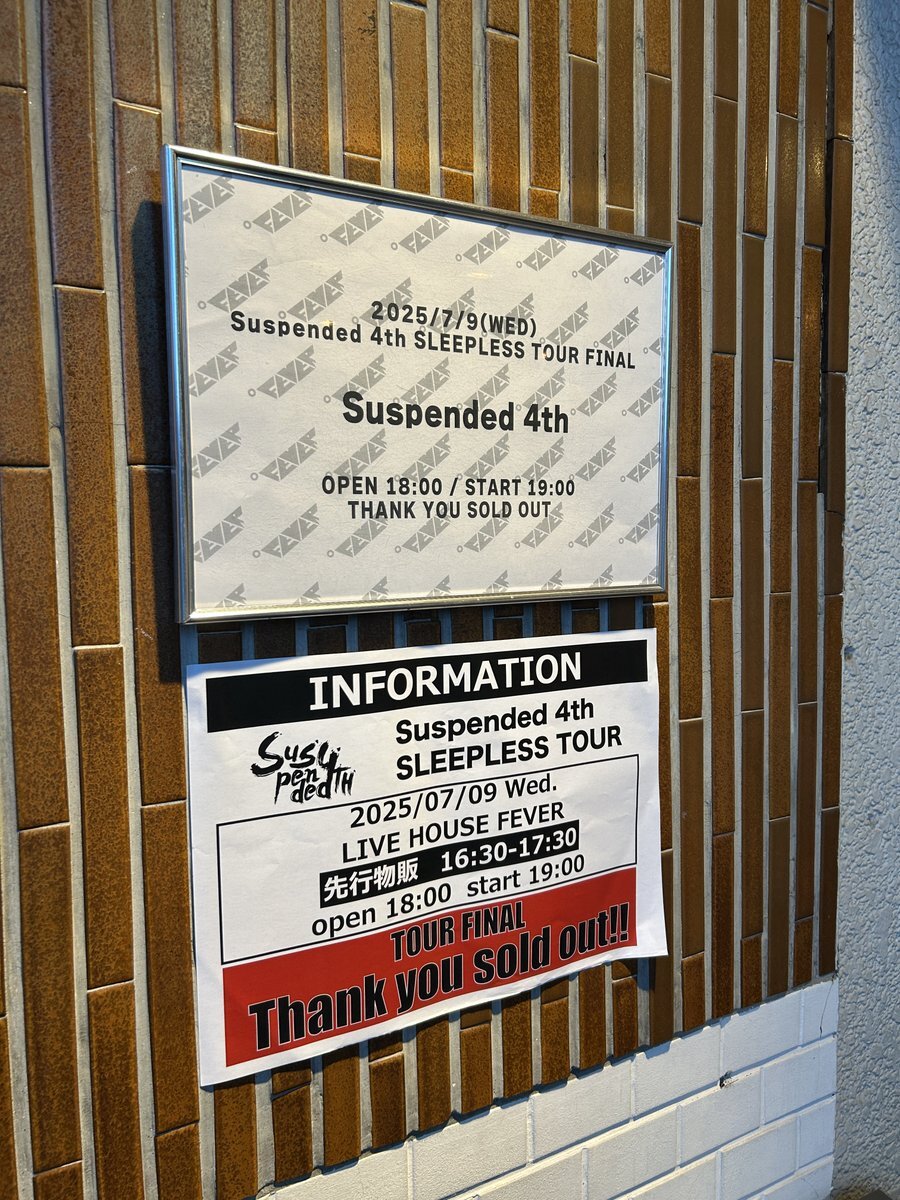 2025/7/9(WED)
Suspended 4th SLEEPLESS TOUR FINAL
Suspended 4th
OPEN 18:00 / START 19:00
THANK YOU SOLD OUT
INFORMATION
Suspended 4TH
Suspended 4th
SLEEPLESS TOUR
2025/07/09 Wed.
LIVE HOUSE FEVER
先行物販 16:30-17:30
open 18:00 start 19:00
TOUR FINAL
Thank you sold out!!